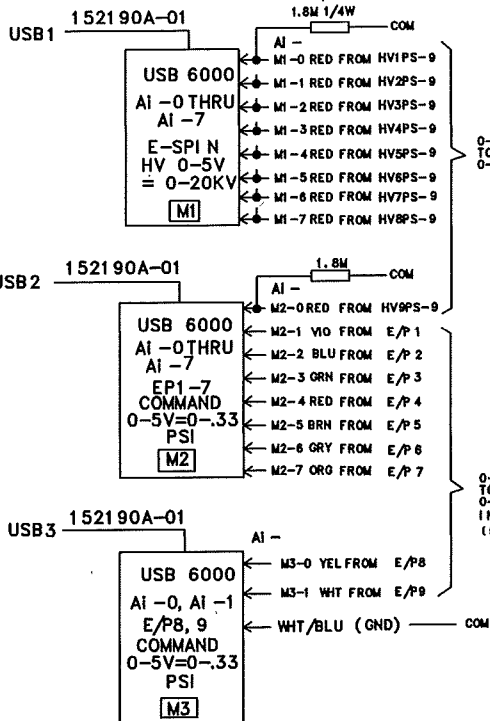 1.8M 1/4W
COM
USB1
152190A-01
Ai -
USB 6000
Ai -0 THRU
Ai -7
E-SPIN
HV 0-5V
= 0-20KV
M1
M1-0 RED FROM HV1PS-9
M1-1 RED FROM HV2PS-9
M1-2 RED FROM HV3PS-9
M1-3 RED FROM HV4PS-9
M1-4 RED FROM HV5PS-9
M1-5 RED FROM HV6PS-9
M1-6 RED FROM HV7PS-9
M1-7 RED FROM HV8PS-9
1.8M
COM
USB2
152190A-01
Ai -
USB 6000
Ai -0 THRU
Ai -7
EP1-7
COMMAND
0-5V=0-.33
PSI
M2
M2-0 RED FROM HV9PS-9
M2-1 VIO FROM E/P 1
M2-2 BLU FROM E/P 2
M2-3 GRN FROM E/P 3
M2-4 RED FROM E/P 4
M2-5 BRN FROM E/P 5
M2-6 GRY FROM E/P 6
M2-7 ORG FROM E/P 7
USB3
152190A-01
Ai -
USB 6000
Ai -0, Ai -1
E/P8, 9
COMMAND
0-5V=0-.33
PSI
M3
M3-0 YEL FROM E/P8
M3-1 WHT FROM E/P9
WHT/BLU (GND)
COM